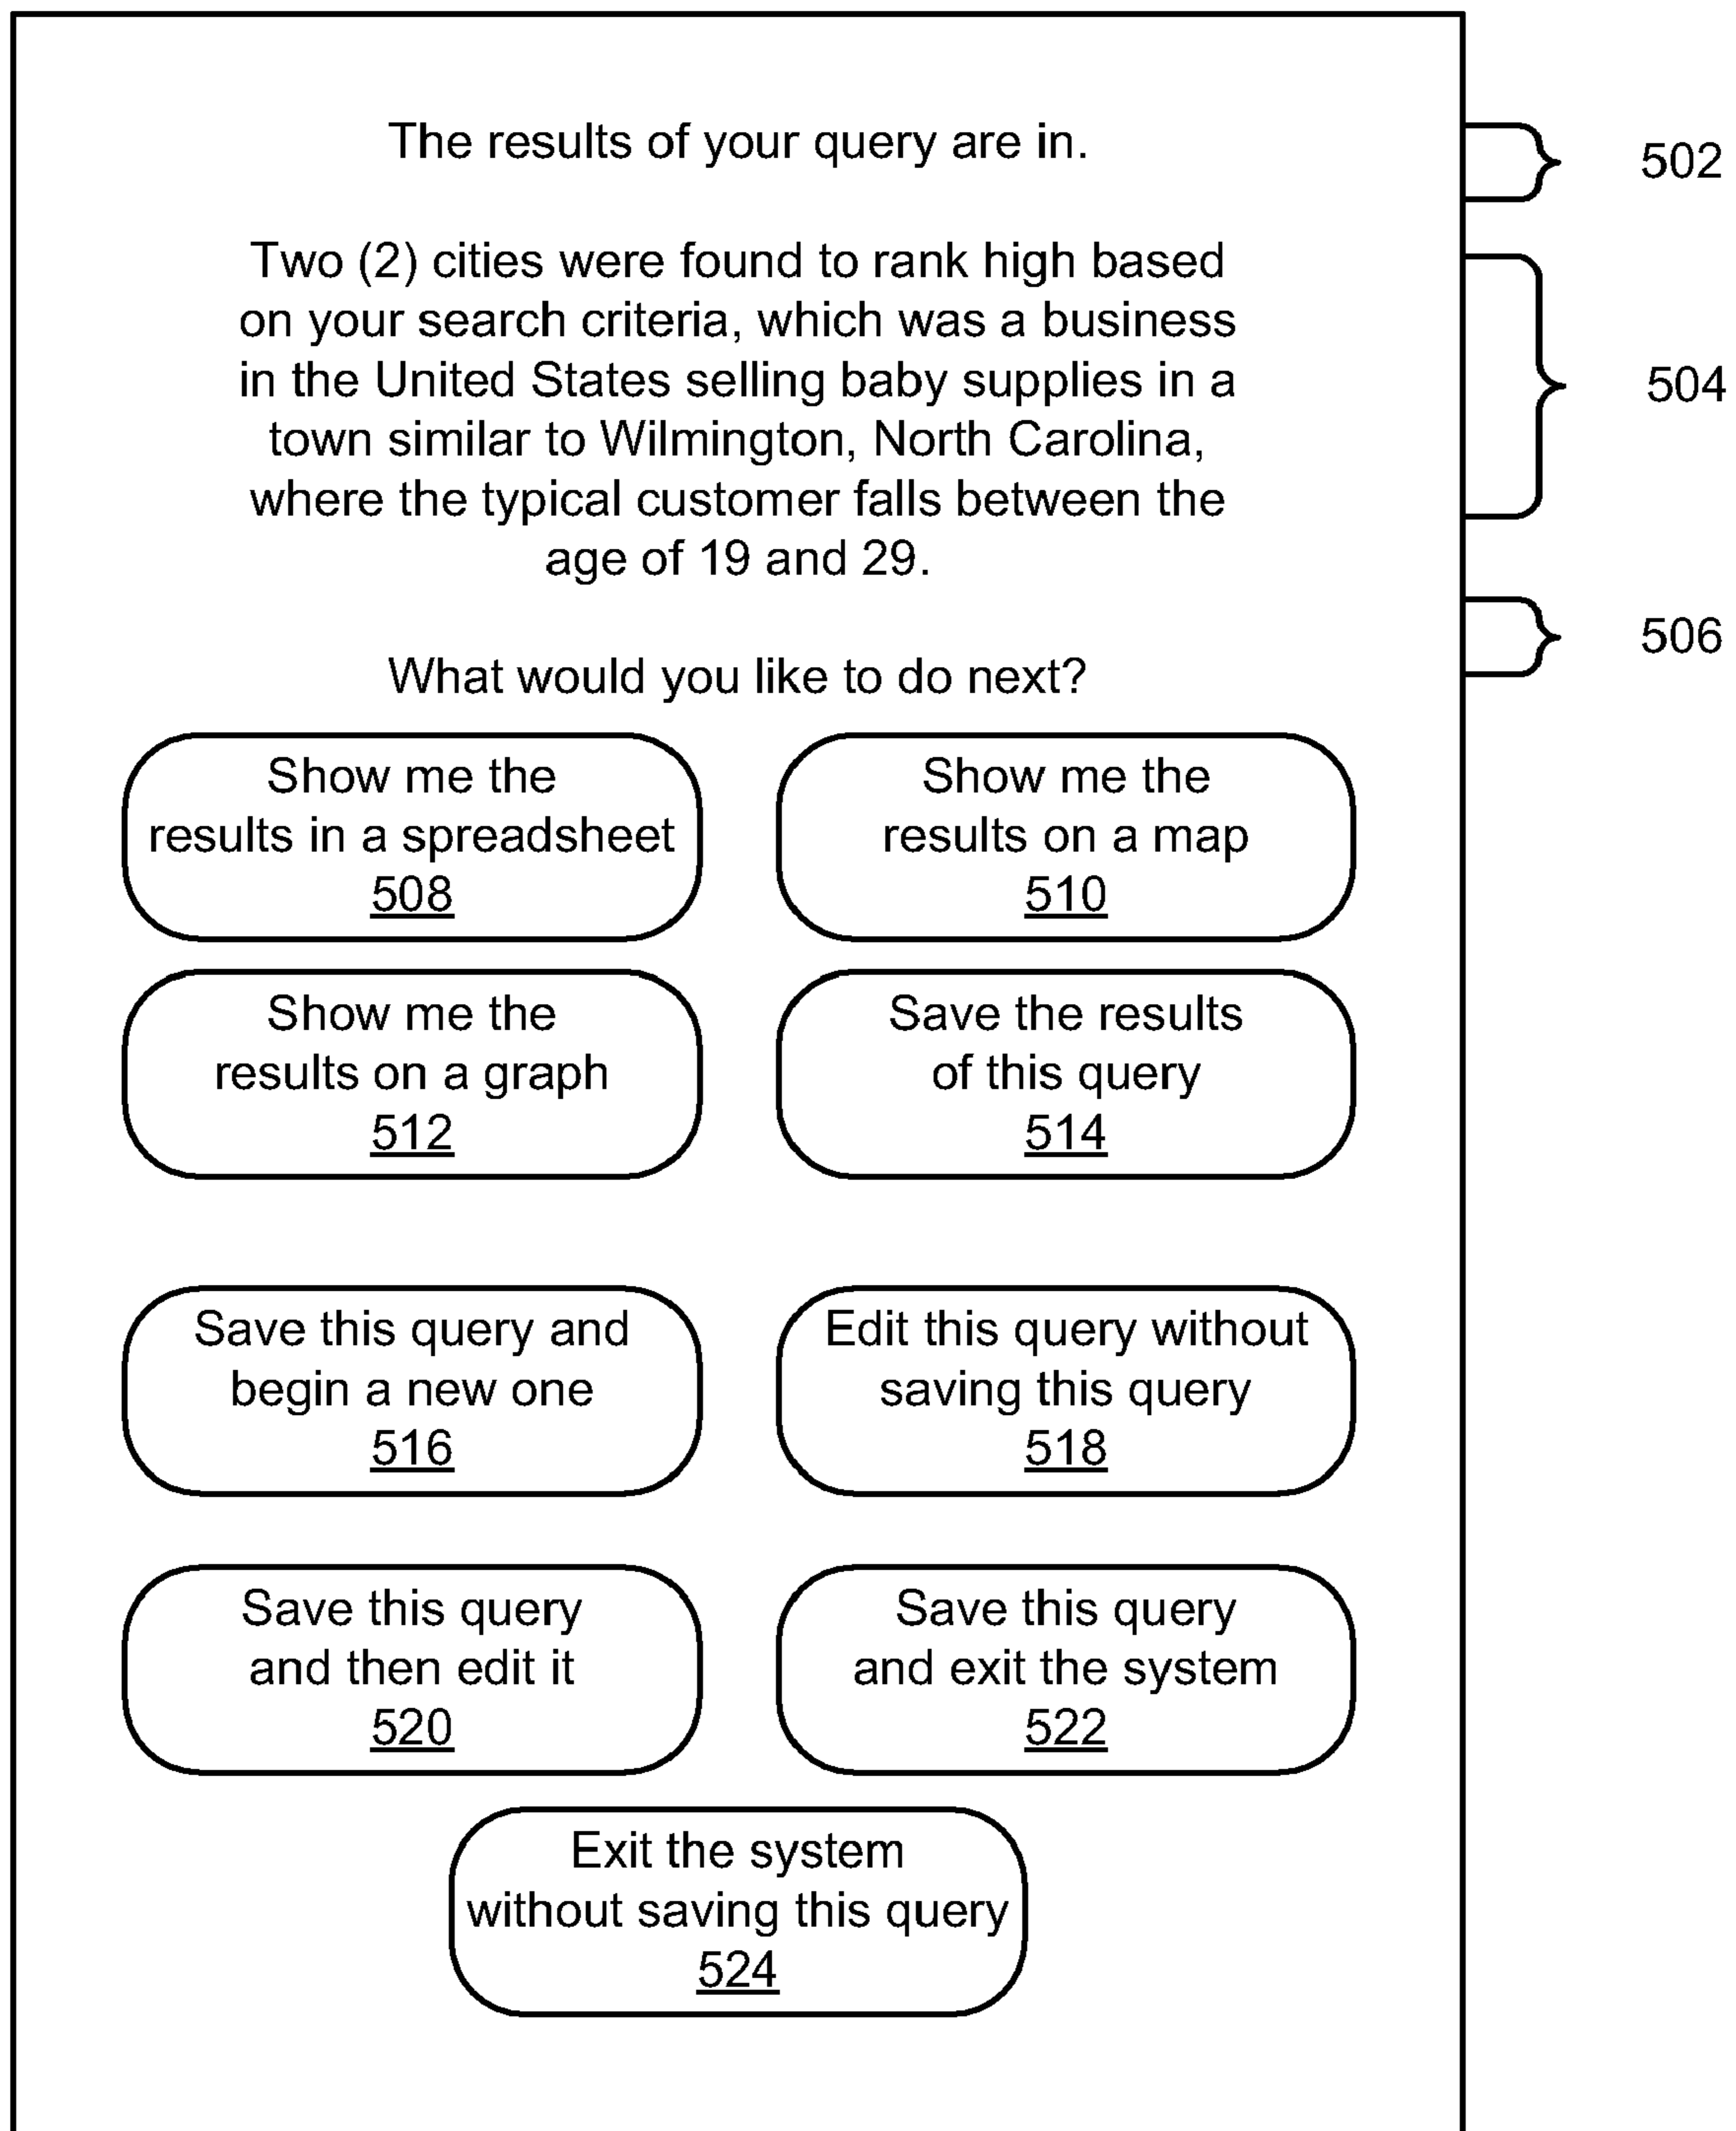 The results of your query are in.
502
Two (2) cities were found to rank high based
on your search criteria, which was a business
in the United States selling baby supplies in a
town similar to Wilmington, North Carolina,
where the typical customer falls between the
age of 19 and 29.
504
506
What would you like to do next?
Show me the
results in a spreadsheet
508
Show me the
results on a map
510
Show me the
results on a graph
512
Save the results
of this query
514
Save this query and
begin a new one
516
Edit this query without
saving this query
518
Save this query
and then edit it
520
Save this query
and exit the system
522
Exit the system
without saving this query
524